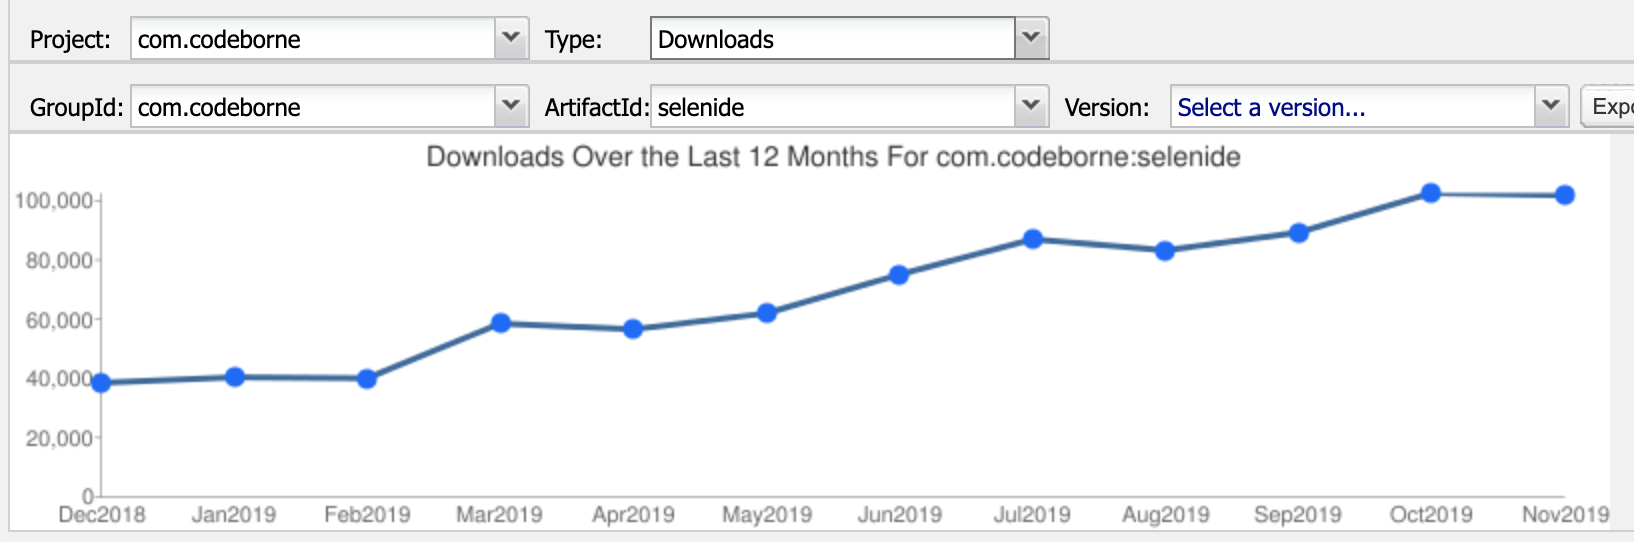 Project: com.codeborne Type: Downloads
GroupId: com.codeborne ArtifactId: selenide Version: Select a version... Expo
Downloads Over the Last 12 Months For com.codeborne:selenide
100,000
80,000
60,000
40,000
20,000
0
Dec2018 Jan2019 Feb2019 Mar2019 Apr2019 May2019 Jun2019 Jul2019 Aug2019 Sep2019 Oct2019 Nov2019